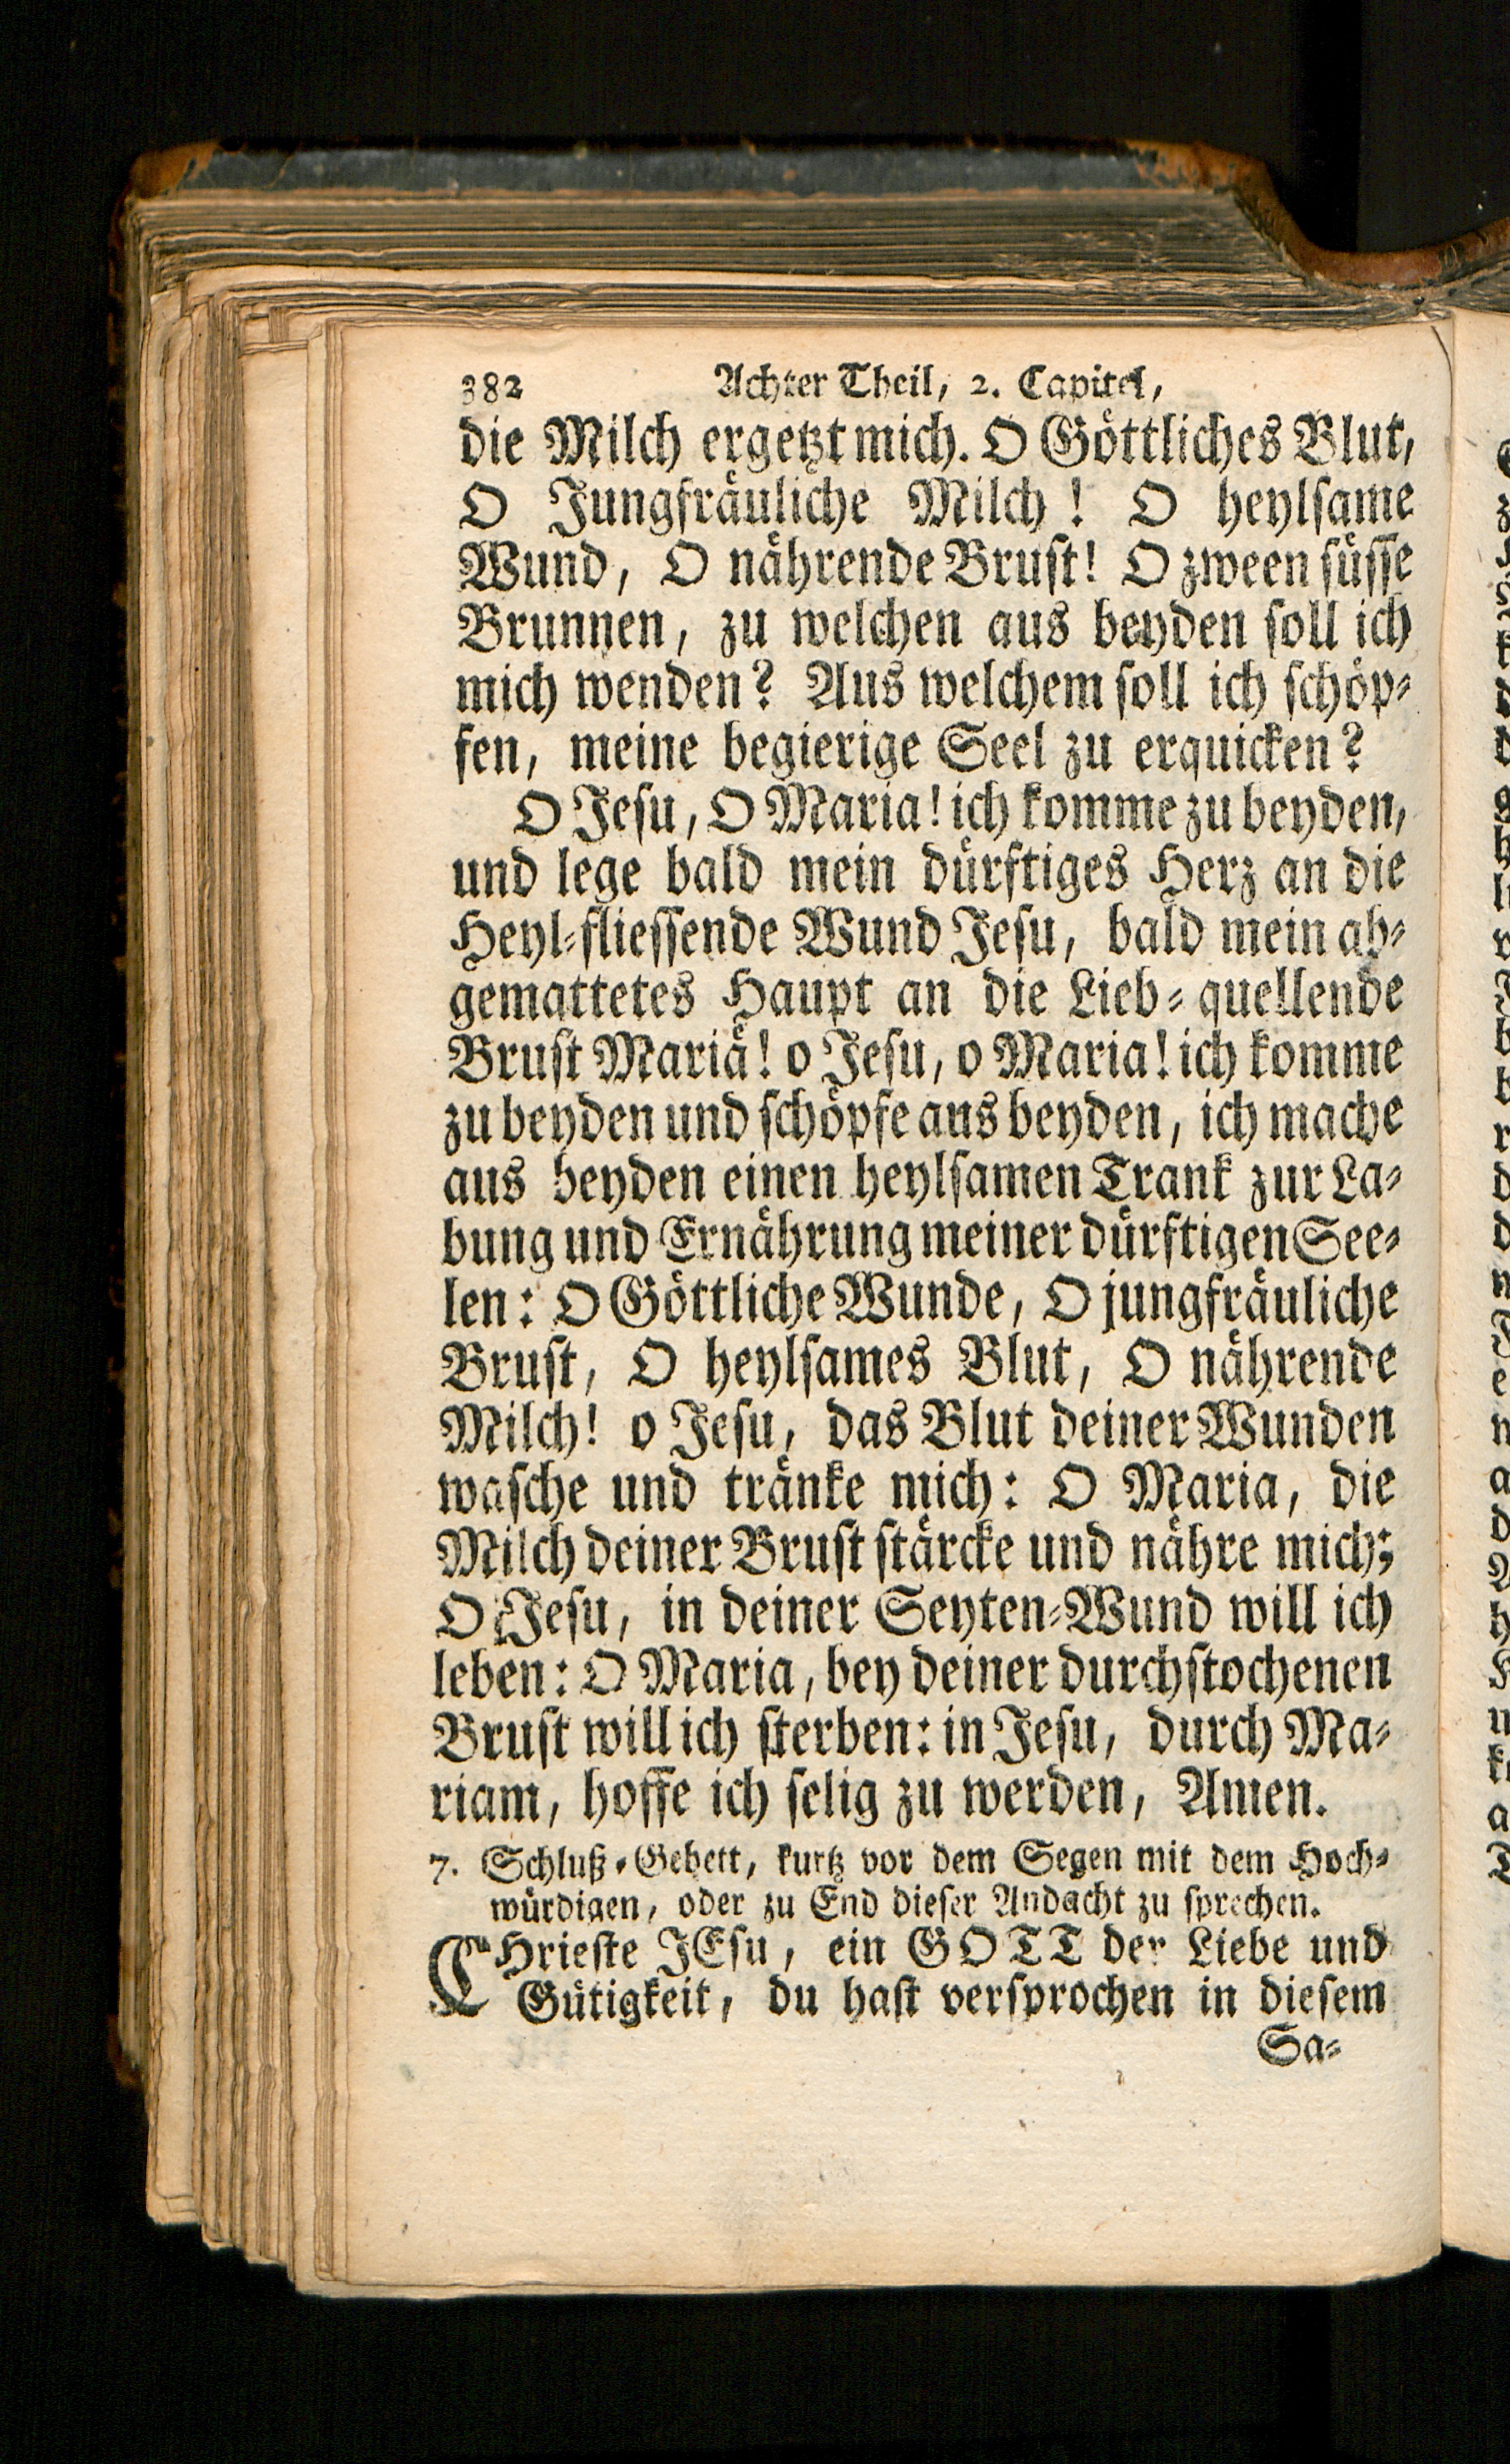 382 Achter Theil, 2. Capitel,
die Milch ergetzt mich. O Göttliches Blut,
O Jungfräuliche Milch! O heylsame
Wund, O nährende Brust! O zween süsse
Brunnen, zu welchen aus beyden soll ich
mich wenden? Aus welchem soll ich schöp-
fen, meine begierige Seel zu erquicken?
O Jesu, O Maria! ich komme zu beyden,
und lege bald mein dürftiges Herz an die
Heyl-fliessende Wund Jesu, bald mein ab-
gemattetes Haupt an die Lieb-quellende
Brust Mariä! o Jesu, o Maria! ich komme
zu beyden und schöpfe aus beyden, ich mache
aus beyden einen heylsamen Trank zur La-
bung und Ernährung meiner dürftigen See-
len: O Göttliche Wunde, O jungfräuliche
Brust, O heylsames Blut, O nährende
Milch! o Jesu, das Blut deiner Wunden
wasche und tränke mich: O Maria, die
Milch deiner Brust stärcke und nähre mich;
O Jesu, in deiner Seyten-Wund will ich
leben: O Maria, bey deiner durchstochenen
Brust will ich sterben: in Jesu, durch Ma-
riam, hoffe ich selig zu werden, Amen.
7. Schluß-Gebett, kurtz vor dem Segen mit dem Hoch-
würdigen, oder zu End dieser Andacht zu sprechen.
CHrieste JEsu, ein GOTT der Liebe und
Gütigkeit, du hast versprochen in diesem
Sa-